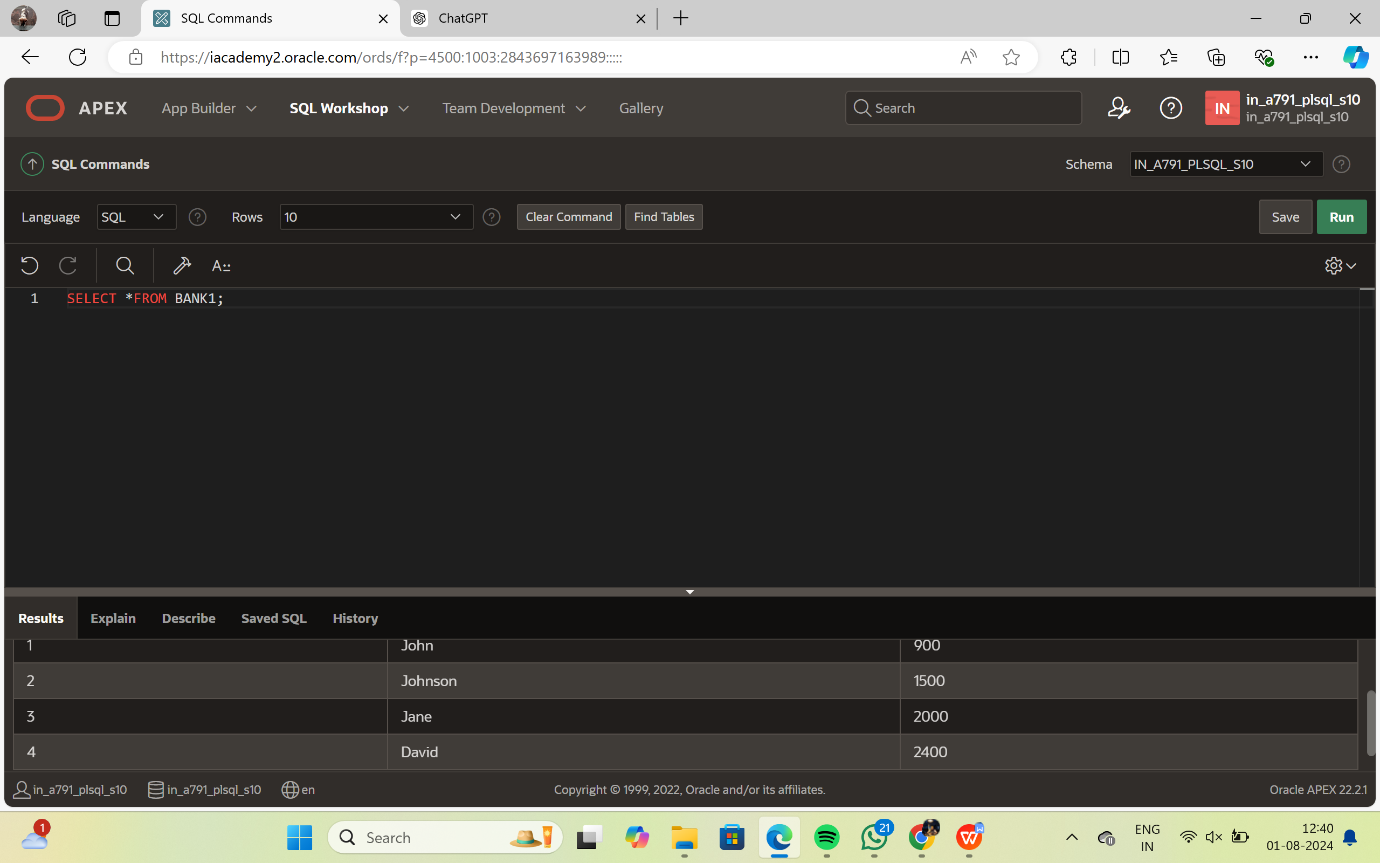 SQL Commands
ChatGPT
https://iacademy2.oracle.com/ords/f?p=4500:1003:2843697163989:::::
APEX
App Builder
SQL Workshop
Team Development
Gallery
Search
IN
in_a791_plsql_s10
in_a791_plsql_s10
SQL Commands
Schema
IN_A791_PLSQL_S10
Language
SQL
Rows
10
Clear Command
Find Tables
Save
Run
1 SELECT *FROM BANK1;
Results
Explain
Describe
Saved SQL
History
1 John 900
2 Johnson 1500
3 Jane 2000
4 David 2400
in_a791_plsql_s10
in_a791_plsql_s10
en
Copyright © 1999, 2022, Oracle and/or its affiliates.
Oracle APEX 22.2.1
1
Search
21
ENG
IN
12:40
01-08-2024